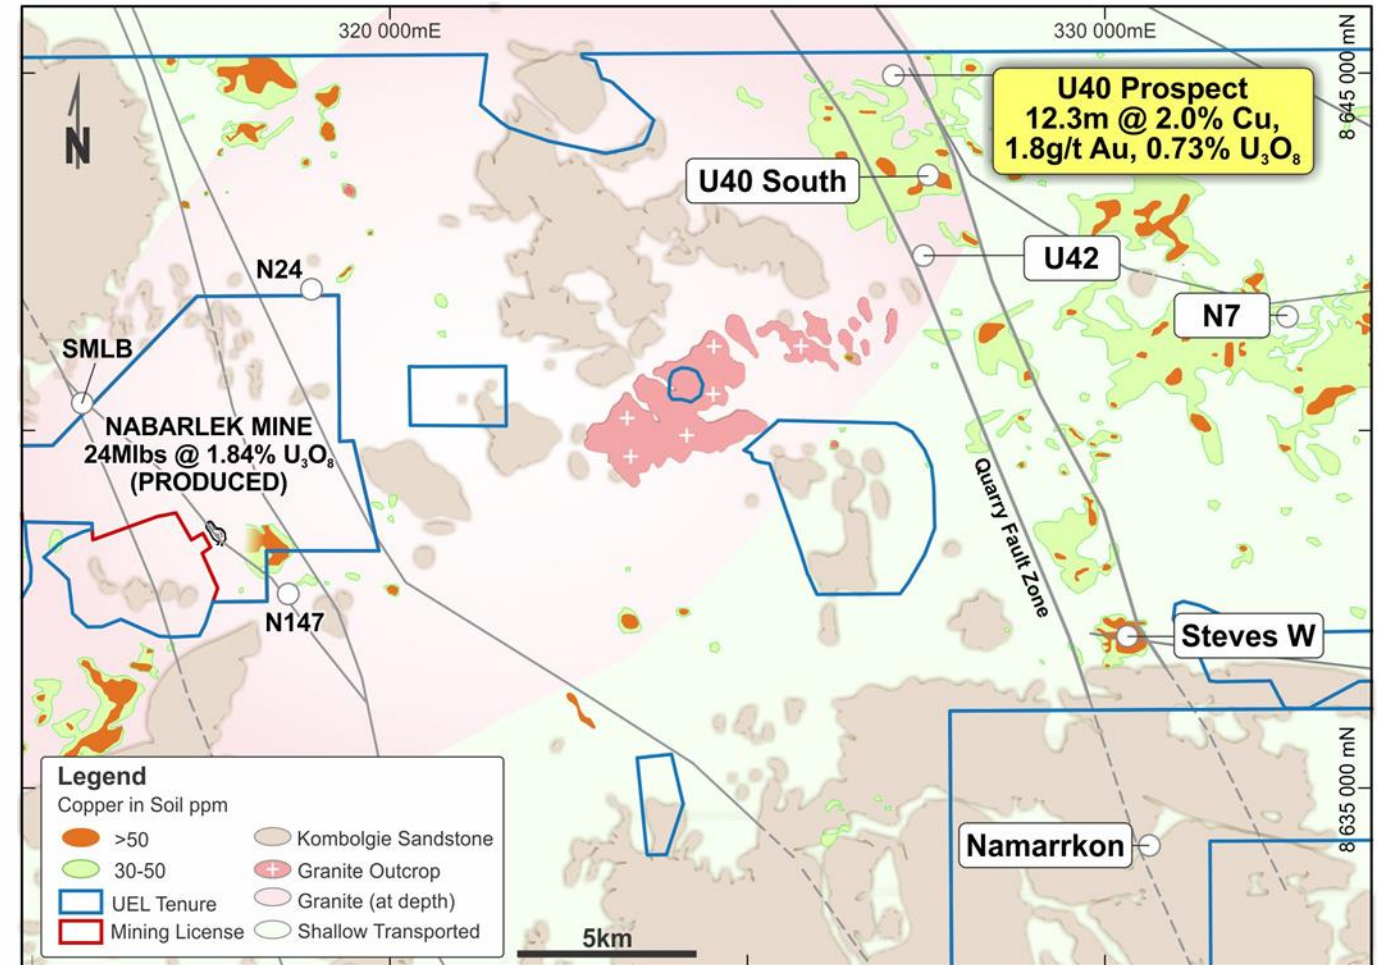 320 000mE
330 000mE
8 645 000 mN
N
U40 Prospect
12.3m @ 2.0% Cu,
1.8g/t Au, 0.73% U₃O₈
U40 South
U42
N24
N7
SMLB
NABARLEK MINE
24Mlbs @ 1.84% U₃O₈
(PRODUCED)
Quarry Fault Zone
N147
Steves W
8 635 000 mN
Namarrkon
Legend
Copper in Soil ppm
>50
30-50
UEL Tenure
Mining License
Kombolgie Sandstone
Granite Outcrop
Granite (at depth)
Shallow Transported
5km